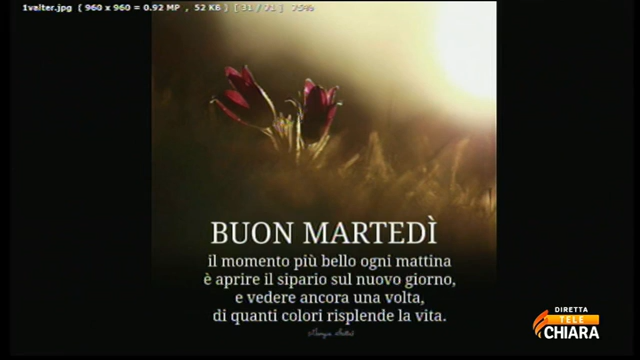 1valter.jpg ( 960 x 960 = 0.92 MP , 52 KB ) [ 31 / 71 ] 75%
BUON MARTEDÌ
il momento più bello ogni mattina
è aprire il sipario sul nuovo giorno,
e vedere ancora una volta,
di quanti colori risplende la vita.
DIRETTA
TELE
CHIARA